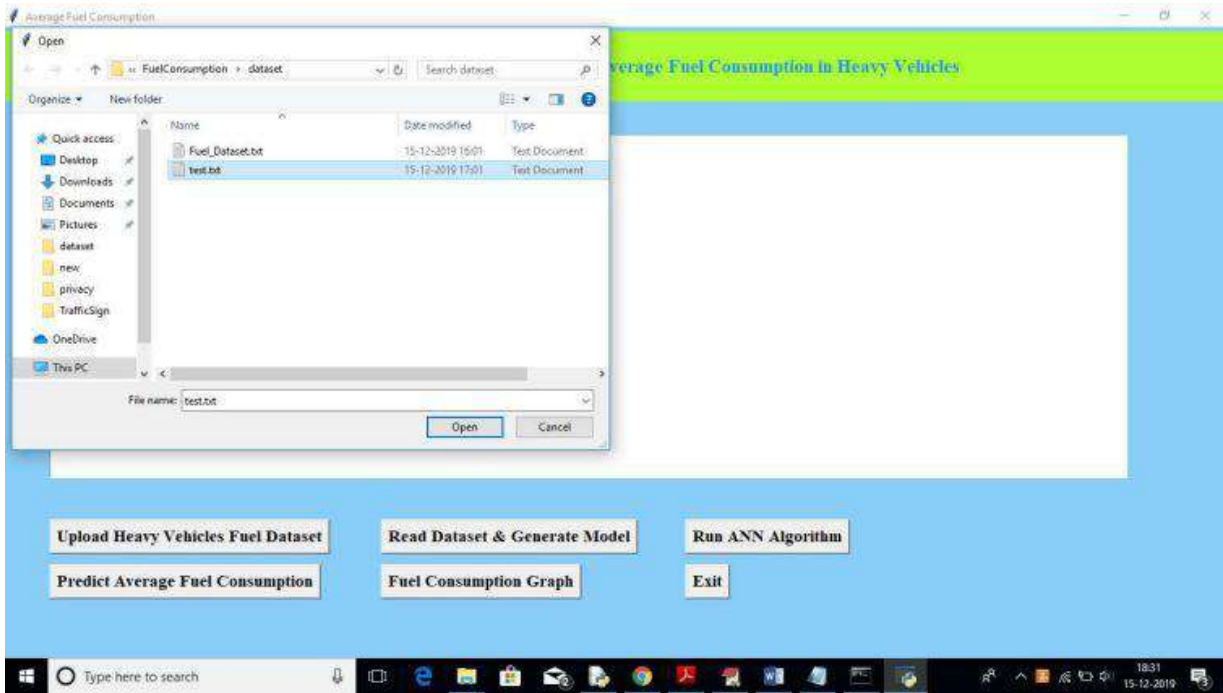 Average Fuel Consumption
Open
verage Fuel Consumption in Heavy Vehicles
« FuelConsumption › dataset
Search dataset
Organize
New folder
Name
Date modified
Type
Quick access
Desktop
Downloads
Documents
Pictures
dataset
new
privacy
TrafficSign
OneDrive
This PC
Fuel_Dataset.txt
15-12-2019 16:01
Text Document
test.txt
15-12-2019 17:01
Text Document
File name:
test.txt
Open
Cancel
Upload Heavy Vehicles Fuel Dataset
Read Dataset & Generate Model
Run ANN Algorithm
Predict Average Fuel Consumption
Fuel Consumption Graph
Exit
Type here to search
18:31
15-12-2019